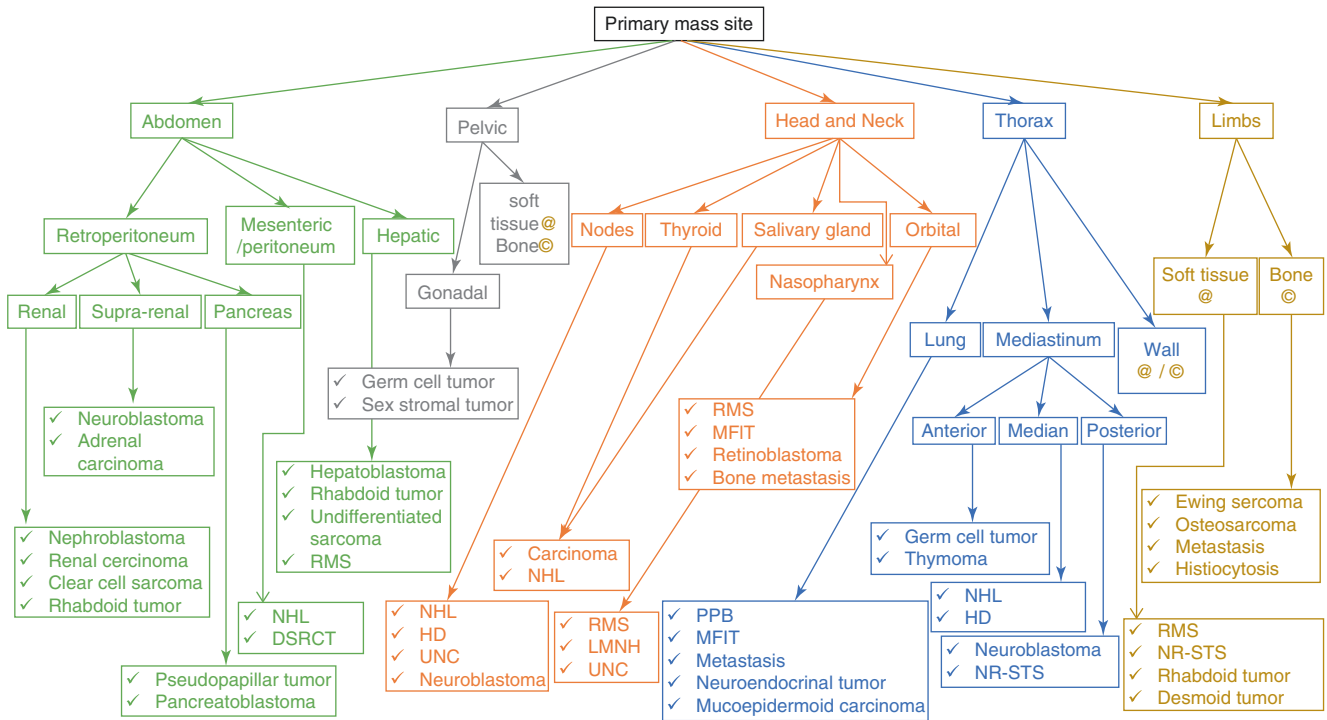 Primary mass site
Abdomen
Pelvic
Head and Neck
Thorax
Limbs
Retroperitoneum
Mesenteric
/peritoneum
Hepatic
soft
tissue @
Bone©
Nodes
Thyroid
Salivary gland
Orbital
Nasopharynx
Soft tissue
@
Bone
©
Renal
Supra-renal
Pancreas
Gonadal
Lung
Mediastinum
Wall
@ / ©
Anterior
Median
Posterior
✓ Neuroblastoma
✓ Adrenal
carcinoma
✓ Germ cell tumor
✓ Sex stromal tumor
✓ RMS
✓ MFIT
✓ Retinoblastoma
✓ Bone metastasis
✓ Hepatoblastoma
✓ Rhabdoid tumor
✓ Undifferentiated
sarcoma
✓ RMS
✓ Nephroblastoma
✓ Renal cercinoma
✓ Clear cell sarcoma
✓ Rhabdoid tumor
✓ Carcinoma
✓ NHL
✓ Germ cell tumor
✓ Thymoma
✓ Ewing sercoma
✓ Osteosarcoma
✓ Metastasis
✓ Histiocytosis
✓ NHL
✓ DSRCT
✓ NHL
✓ HD
✓ UNC
✓ Neuroblastoma
✓ RMS
✓ LMNH
✓ UNC
✓ PPB
✓ MFIT
✓ Metastasis
✓ Neuroendocrinal tumor
✓ Mucoepidermoid carcinoma
✓ NHL
✓ HD
✓ Neuroblastoma
✓ NR-STS
✓ RMS
✓ NR-STS
✓ Rhabdoid tumor
✓ Desmoid tumor
✓ Pseudopapillar tumor
✓ Pancreatoblastoma